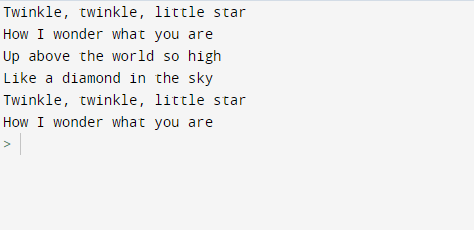 Twinkle, twinkle, little star
How I wonder what you are
Up above the world so high
Like a diamond in the sky
Twinkle, twinkle, little star
How I wonder what you are
>